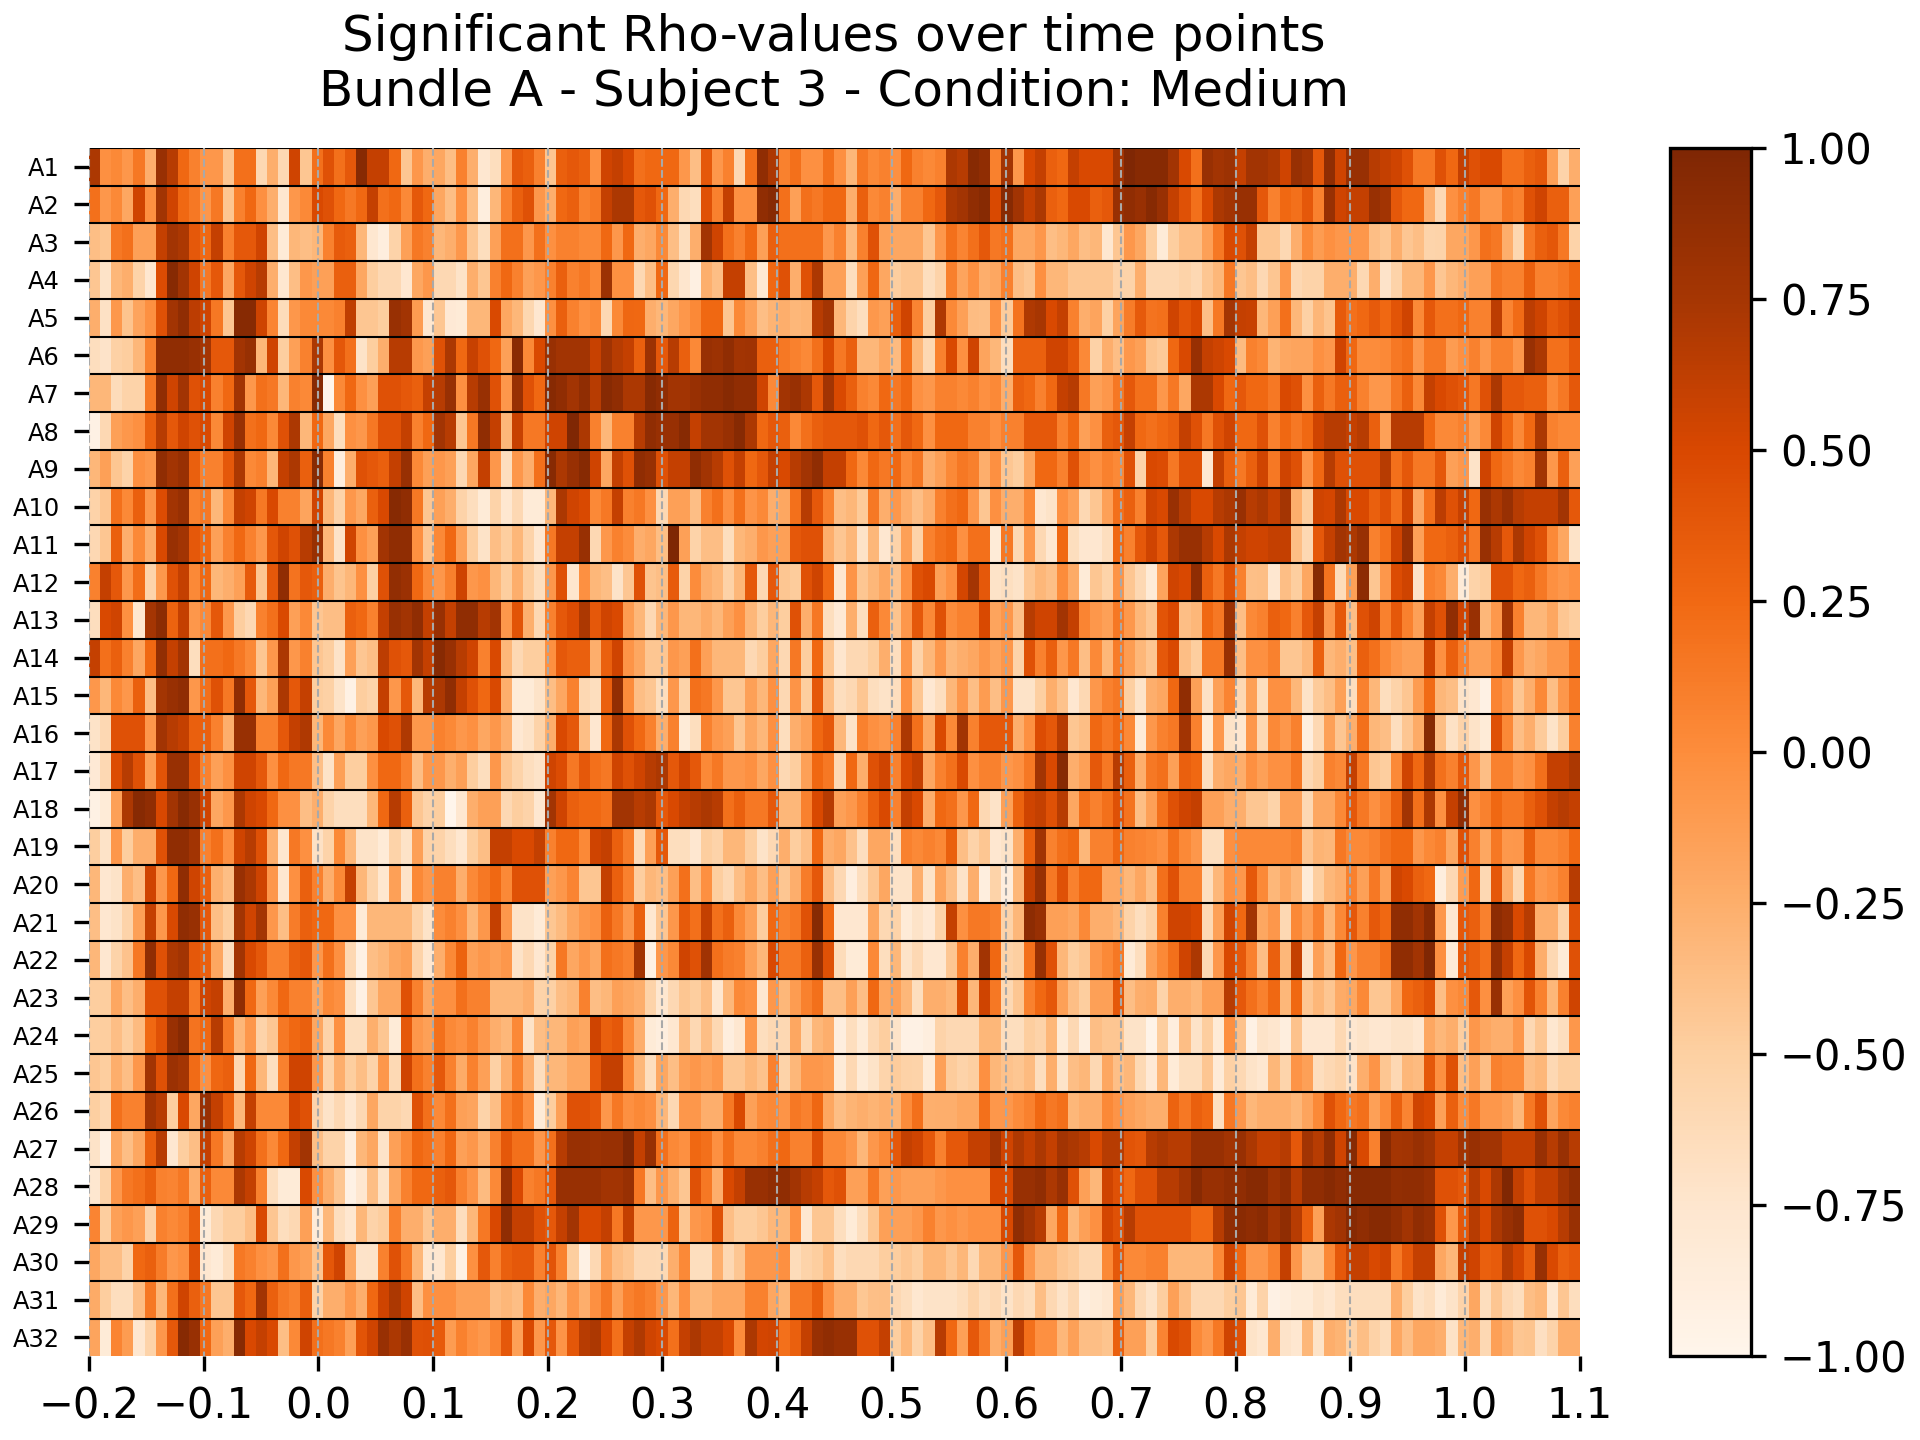 Significant Rho-values over time points
Bundle A - Subject 3 - Condition: Medium
A1
A2
A3
A4
A5
A6
A7
A8
A9
A10
A11
A12
A13
A14
A15
A16
A17
A18
A19
A20
A21
A22
A23
A24
A25
A26
A27
A28
A29
A30
A31
A32
−0.2 −0.1 0.0 0.1 0.2 0.3 0.4 0.5 0.6 0.7 0.8 0.9 1.0 1.1
1.00
0.75
0.50
0.25
0.00
−0.25
−0.50
−0.75
−1.00